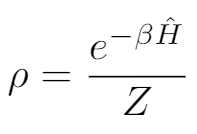 ρ = e^{-βĤ} / Z